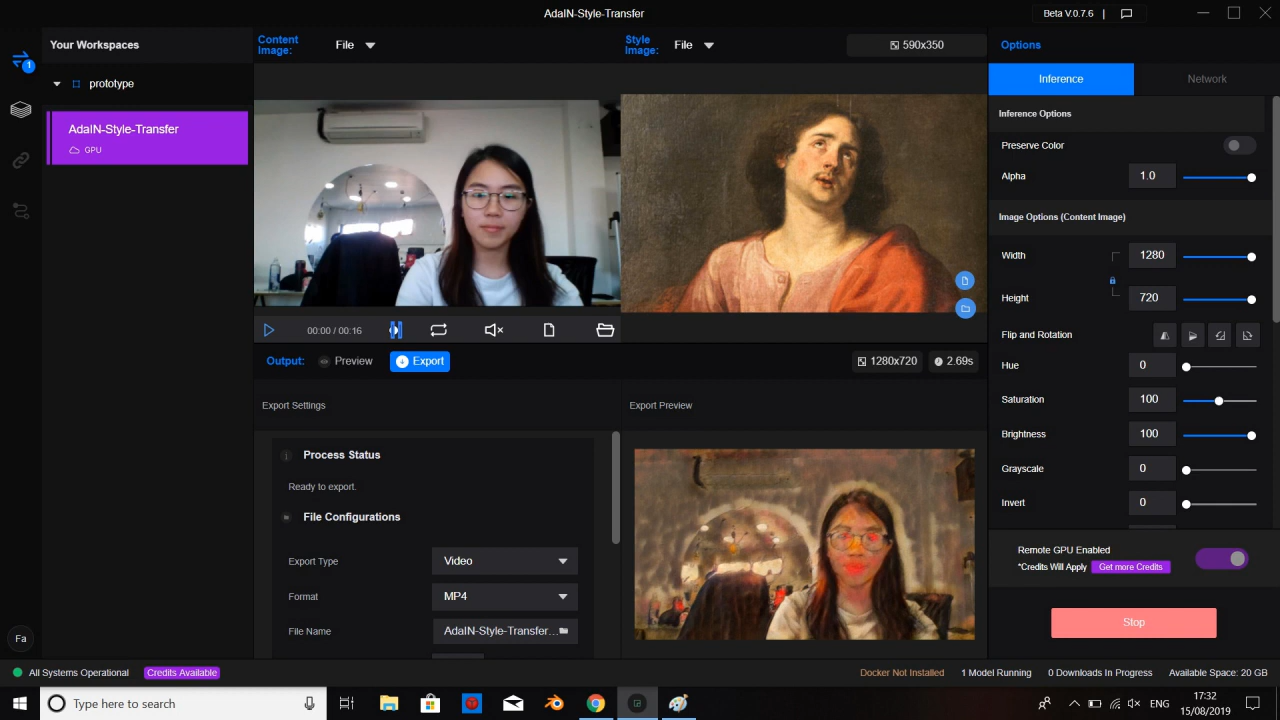 AdaIN-Style-Transfer
Beta V.0.7.6 |
Your Workspaces
Content Image:
File
Style Image:
File
590x350
Options
1
prototype
Inference
Network
AdaIN-Style-Transfer
GPU
Inference Options
Preserve Color
Alpha
1.0
Image Options (Content Image)
Width
1280
Height
720
00:00 / 00:16
Flip and Rotation
Output:
Preview
Export
1280x720
2.69s
Hue
0
Export Settings
Export Preview
Saturation
100
Brightness
100
Process Status
Ready to export.
Grayscale
0
File Configurations
Invert
0
Export Type
Video
Remote GPU Enabled
*Credits Will Apply
Get more Credits
Format
MP4
File Name
AdaIN-Style-Transfer...
Stop
Fa
All Systems Operational
Credits Available
Docker Not Installed
1 Model Running
0 Downloads In Progress
Available Space: 20 GB
Type here to search
ENG
17:32
15/08/2019